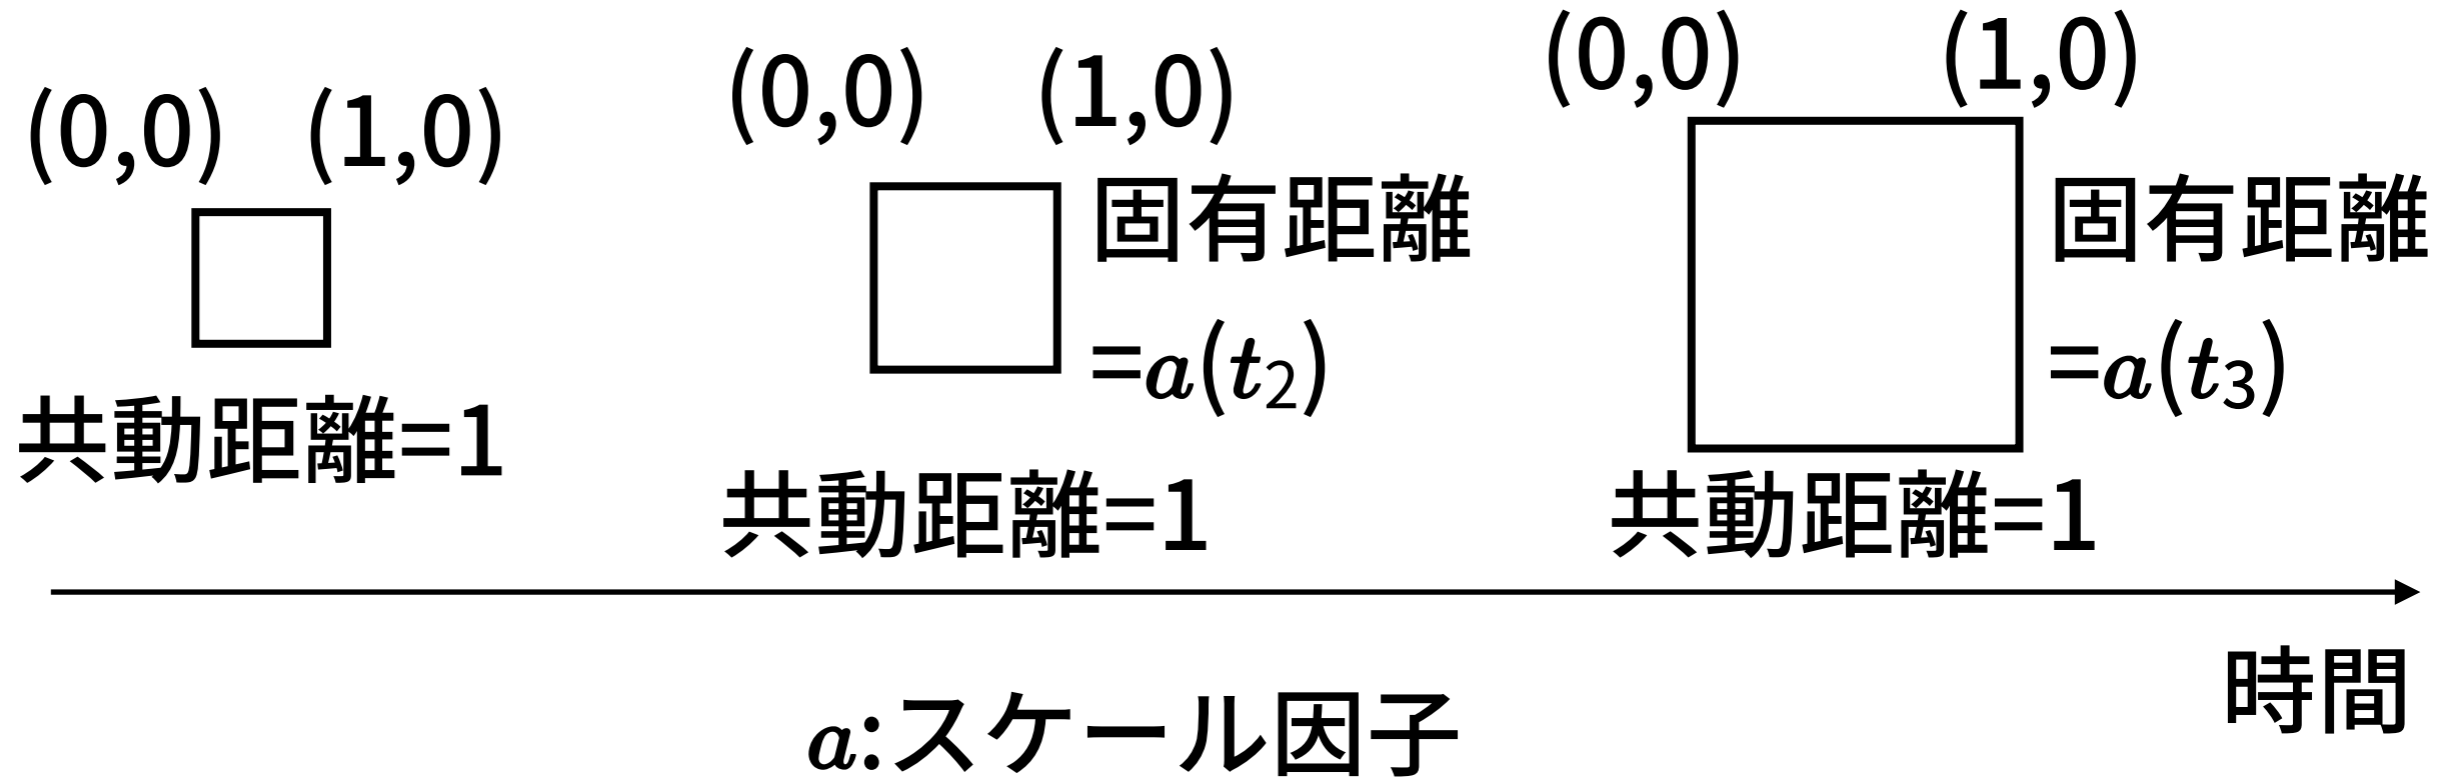 (0,0) (1,0)
共動距離=1
(0,0) (1,0)
固有距離
=a(t₂)
共動距離=1
(0,0) (1,0)
固有距離
=a(t₃)
共動距離=1
時間
a:スケール因子